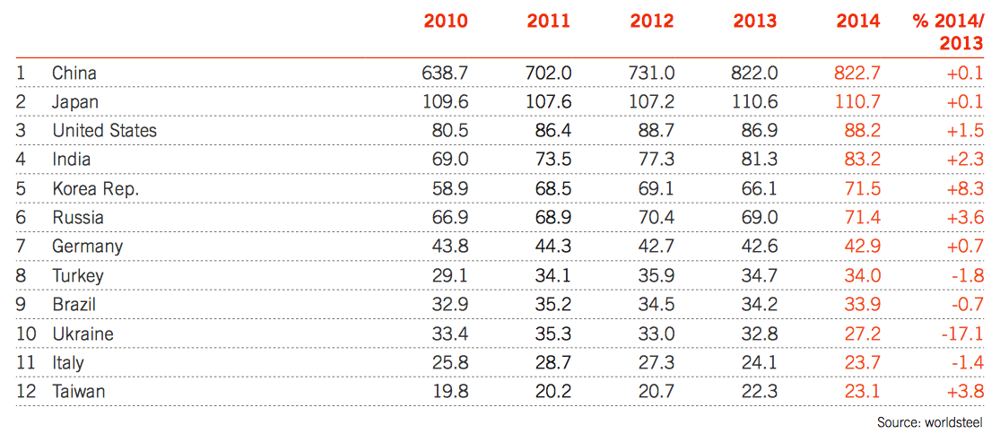 2010 2011 2012 2013 2014 % 2014/
2013
1 China 638.7 702.0 731.0 822.0 822.7 +0.1
2 Japan 109.6 107.6 107.2 110.6 110.7 +0.1
3 United States 80.5 86.4 88.7 86.9 88.2 +1.5
4 India 69.0 73.5 77.3 81.3 83.2 +2.3
5 Korea Rep. 58.9 68.5 69.1 66.1 71.5 +8.3
6 Russia 66.9 68.9 70.4 69.0 71.4 +3.6
7 Germany 43.8 44.3 42.7 42.6 42.9 +0.7
8 Turkey 29.1 34.1 35.9 34.7 34.0 -1.8
9 Brazil 32.9 35.2 34.5 34.2 33.9 -0.7
10 Ukraine 33.4 35.3 33.0 32.8 27.2 -17.1
11 Italy 25.8 28.7 27.3 24.1 23.7 -1.4
12 Taiwan 19.8 20.2 20.7 22.3 23.1 +3.8
Source: worldsteel